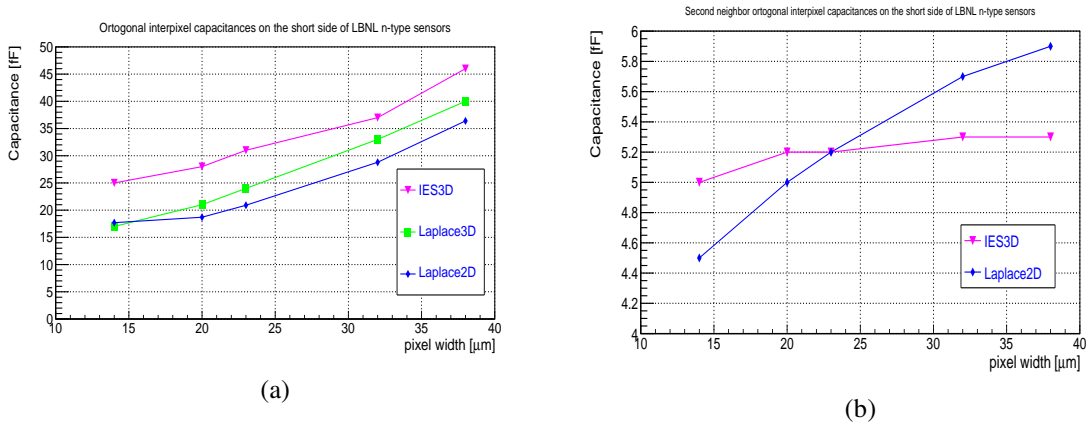 Ortogonal interpixel capacitances on the short side of LBNL n-type sensors
Capacitance [fF]
50
45
40
35
30
25
20
15
10
5
0
IES3D
Laplace3D
Laplace2D
10 15 20 25 30 35 40
pixel width [μm]
(a)
Second neighbor ortogonal interpixel capacitances on the short side of LBNL n-type sensors
Capacitance [fF]
6
5.8
5.6
5.4
5.2
5
4.8
4.6
4.4
4.2
4
IES3D
Laplace2D
10 15 20 25 30 35 40
pixel width [μm]
(b)